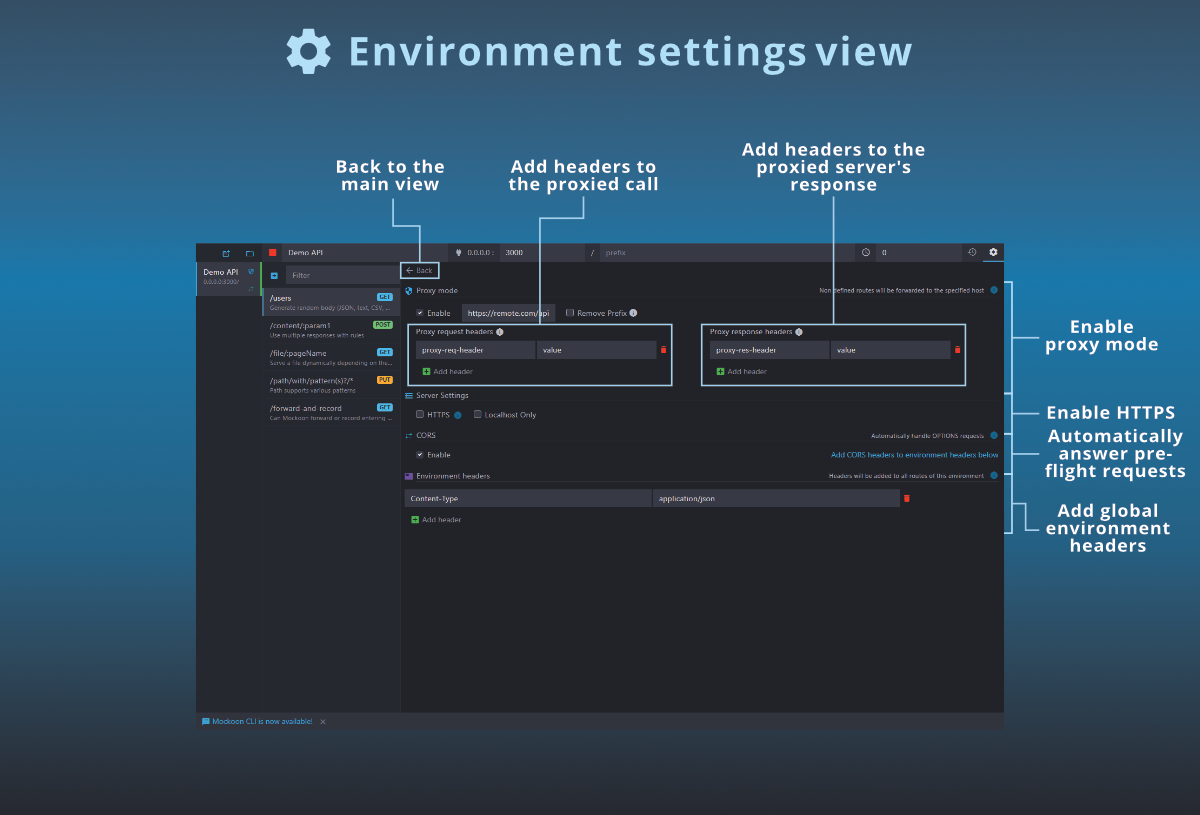 Environment settings view
Back to the
main view
Add headers to
the proxied call
Add headers to the
proxied server's
response
Demo API
0.0.0.0:
3000
/
prefix
0
Demo API
0.0.0.0:3000/
Filter
Back
/users
GET
Generate random body (JSON, text, CSV, ...
/content/:param1
POST
Use multiple responses with rules
/file/:pageName
GET
Serve a file dynamically depending on the...
/path/with/pattern(s)?/*
PUT
Path supports various patterns
/forward-and-record
GET
Can Mockoon forward or record entering ...
Proxy mode
Non defined routes will be forwarded to the specified host
Enable
https://remote.com/api
Remove Prefix
Proxy request headers
proxy-req-header
value
Add header
Proxy response headers
proxy-res-header
value
Add header
Server Settings
HTTPS
Localhost Only
CORS
Automatically handle OPTIONS requests
Enable
Add CORS headers to environment headers below
Environment headers
Headers will be added to all routes of this environment
Content-Type
application/json
Add header
Enable
proxy mode
Enable HTTPS
Automatically
answer pre-
flight requests
Add global
environment
headers
Mockoon CLI is now available!